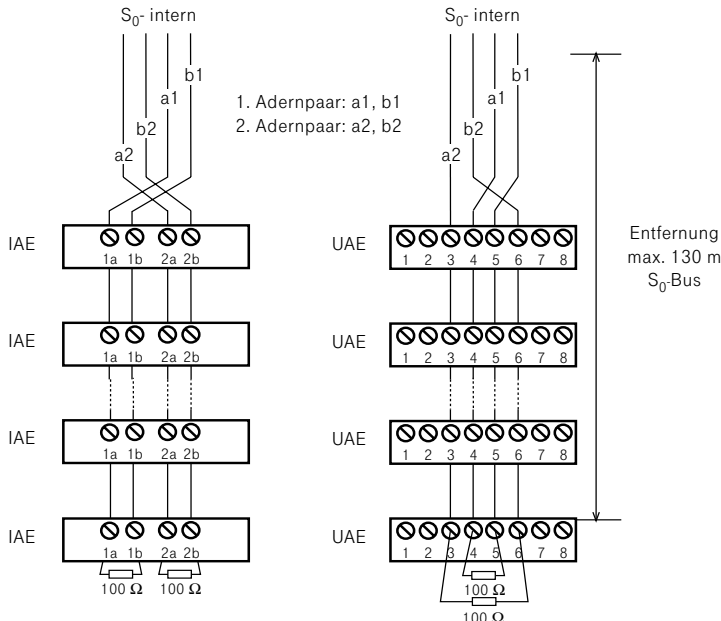 S0- intern
a2
b2
a1
b1
1. Adernpaar: a1, b1
2. Adernpaar: a2, b2
S0- intern
a2
b2
a1
b1
IAE
1a 1b 2a 2b
IAE
1a 1b 2a 2b
IAE
1a 1b 2a 2b
IAE
1a 1b 2a 2b
100 Ω 100 Ω
UAE
1 2 3 4 5 6 7 8
UAE
1 2 3 4 5 6 7 8
UAE
1 2 3 4 5 6 7 8
UAE
1 2 3 4 5 6 7 8
100 Ω
100 Ω
Entfernung
max. 130 m
S0-Bus